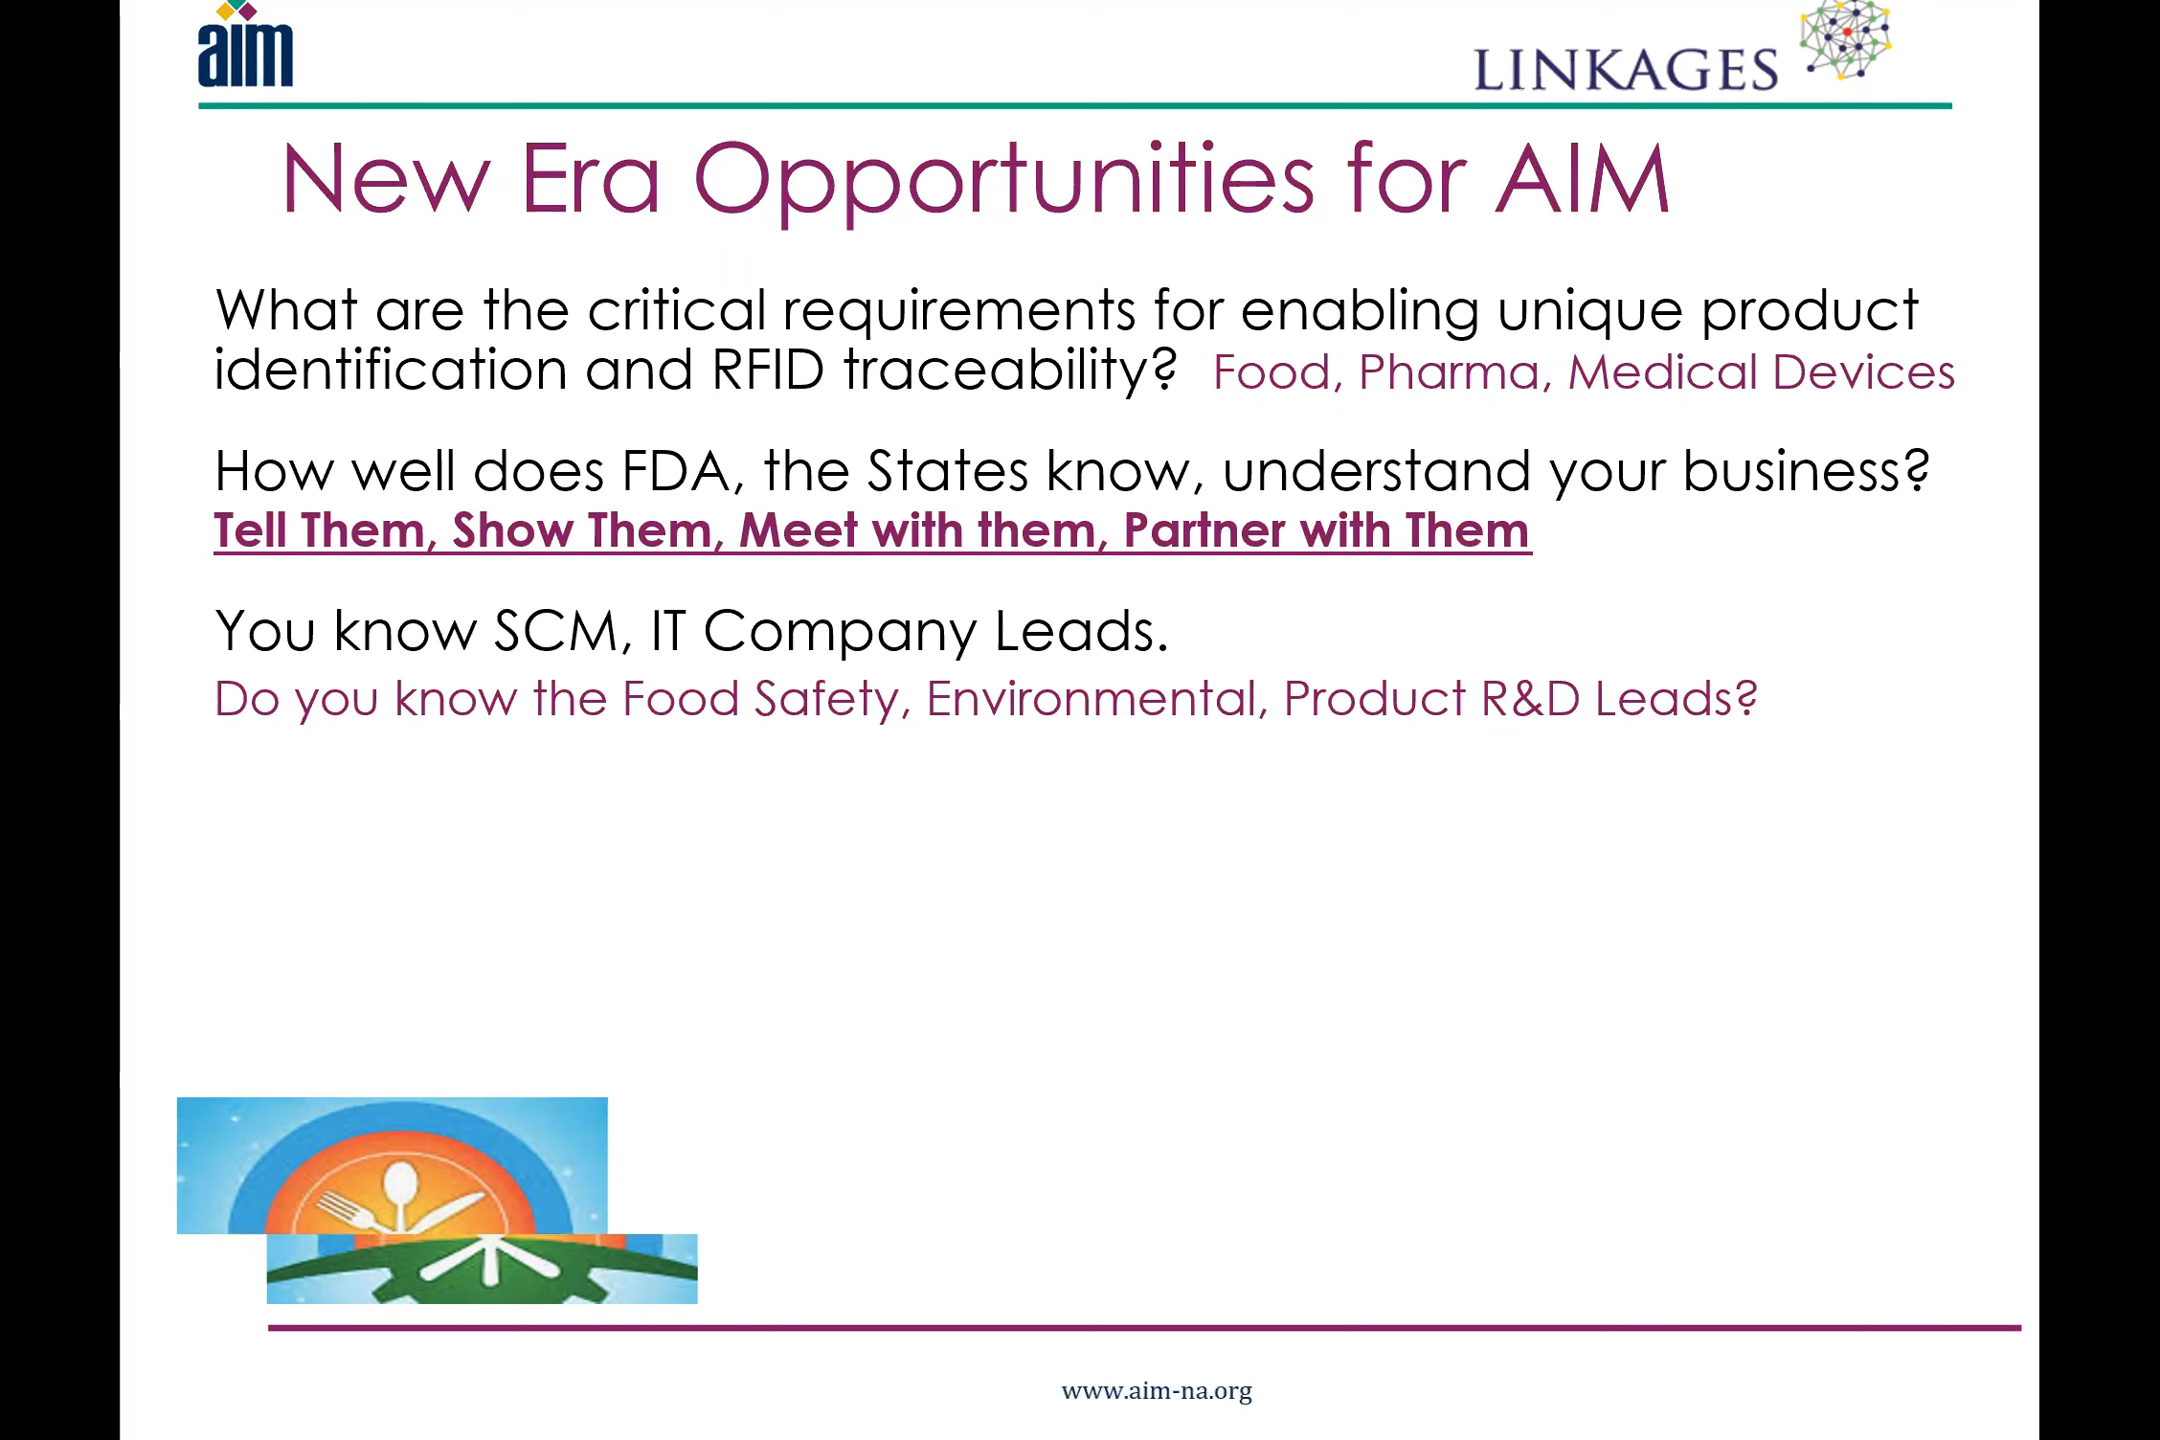 aim
LINKAGES
New Era Opportunities for AIM
What are the critical requirements for enabling unique product
identification and RFID traceability? Food, Pharma, Medical Devices
How well does FDA, the States know, understand your business?
Tell Them, Show Them, Meet with them, Partner with Them
You know SCM, IT Company Leads.
Do you know the Food Safety, Environmental, Product R&D Leads?
www.aim-na.org